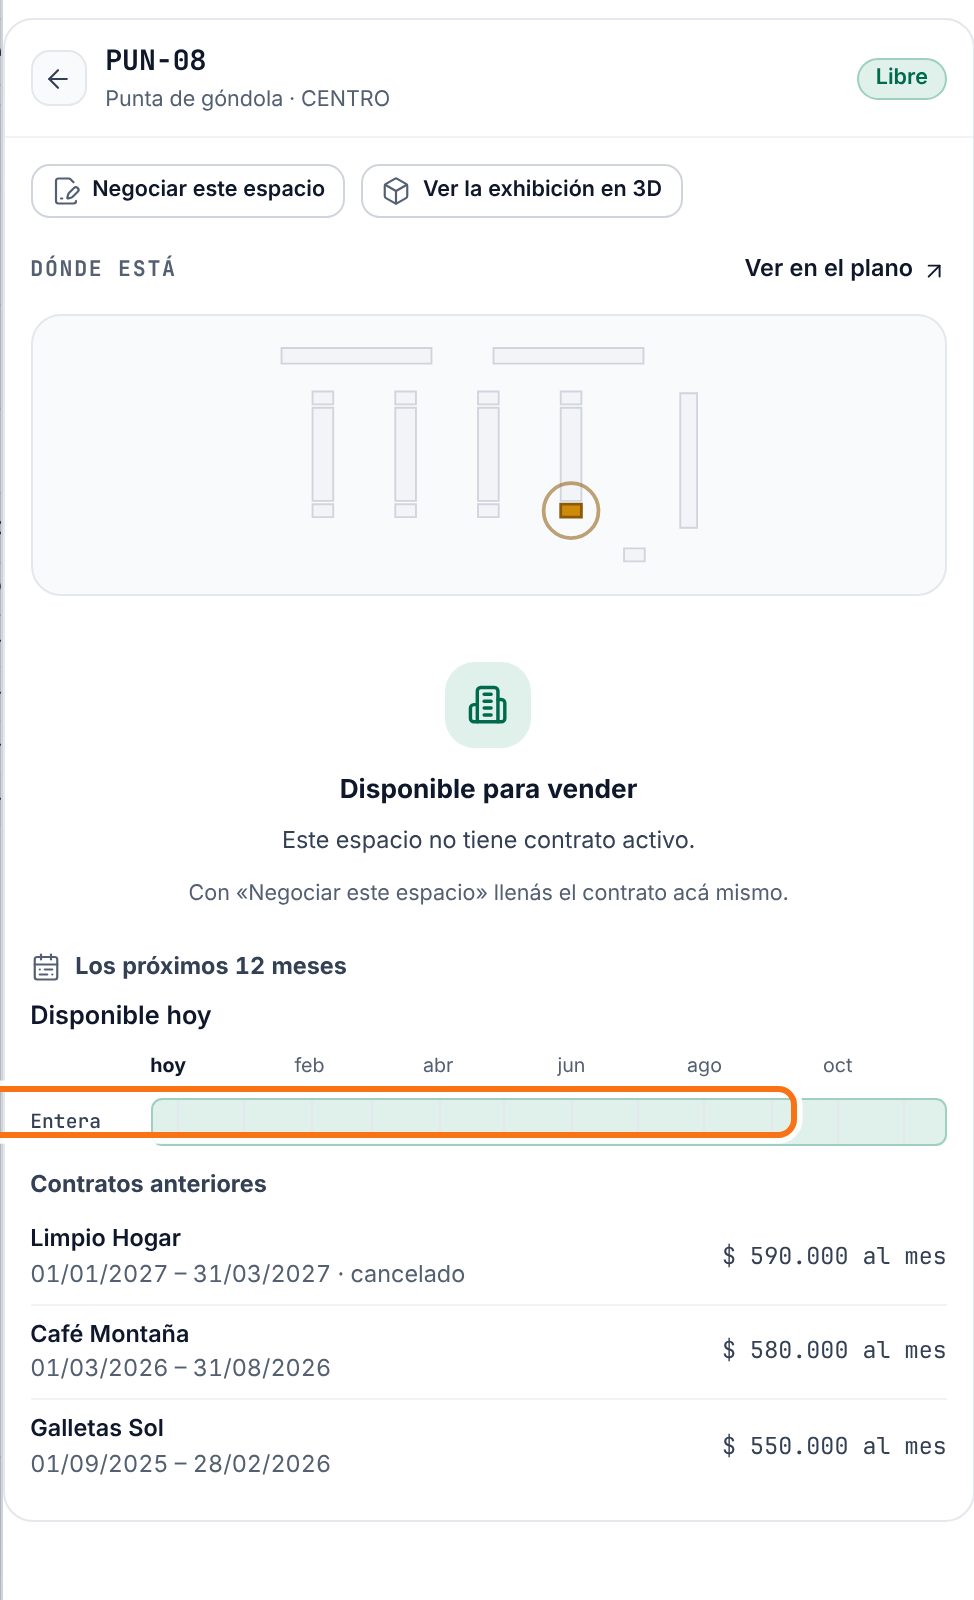 PUN-08
Punta de góndola · CENTRO
Libre
Negociar este espacio
Ver la exhibición en 3D
DÓNDE ESTÁ
Ver en el plano
Disponible para vender
Este espacio no tiene contrato activo.
Con «Negociar este espacio» llenás el contrato acá mismo.
Los próximos 12 meses
Disponible hoy
hoy feb abr jun ago oct
Entera
Contratos anteriores
Limpio Hogar
01/01/2027 – 31/03/2027 · cancelado
$ 590.000 al mes
Café Montaña
01/03/2026 – 31/08/2026
$ 580.000 al mes
Galletas Sol
01/09/2025 – 28/02/2026
$ 550.000 al mes